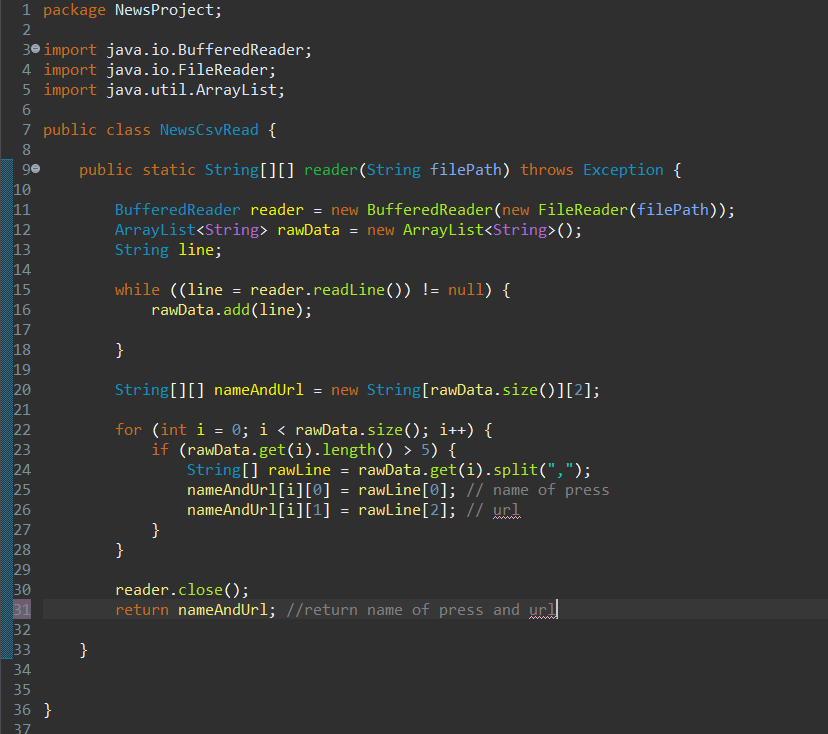 1 package NewsProject;
2
3 import java.io.BufferedReader;
4 import java.io.FileReader;
5 import java.util.ArrayList;
6
7 public class NewsCsvRead {
8
9     public static String[][] reader(String filePath) throws Exception {
10
11         BufferedReader reader = new BufferedReader(new FileReader(filePath));
12         ArrayList<String> rawData = new ArrayList<String>();
13         String line;
14
15         while ((line = reader.readLine()) != null) {
16             rawData.add(line);
17
18         }
19
20         String[][] nameAndUrl = new String[rawData.size()][2];
21
22         for (int i = 0; i < rawData.size(); i++) {
23             if (rawData.get(i).length() > 5) {
24                 String[] rawLine = rawData.get(i).split(",");
25                 nameAndUrl[i][0] = rawLine[0]; // name of press
26                 nameAndUrl[i][1] = rawLine[2]; // url
27             }
28         }
29
30         reader.close();
31         return nameAndUrl; //return name of press and url
32
33     }
34
35
36 }
37